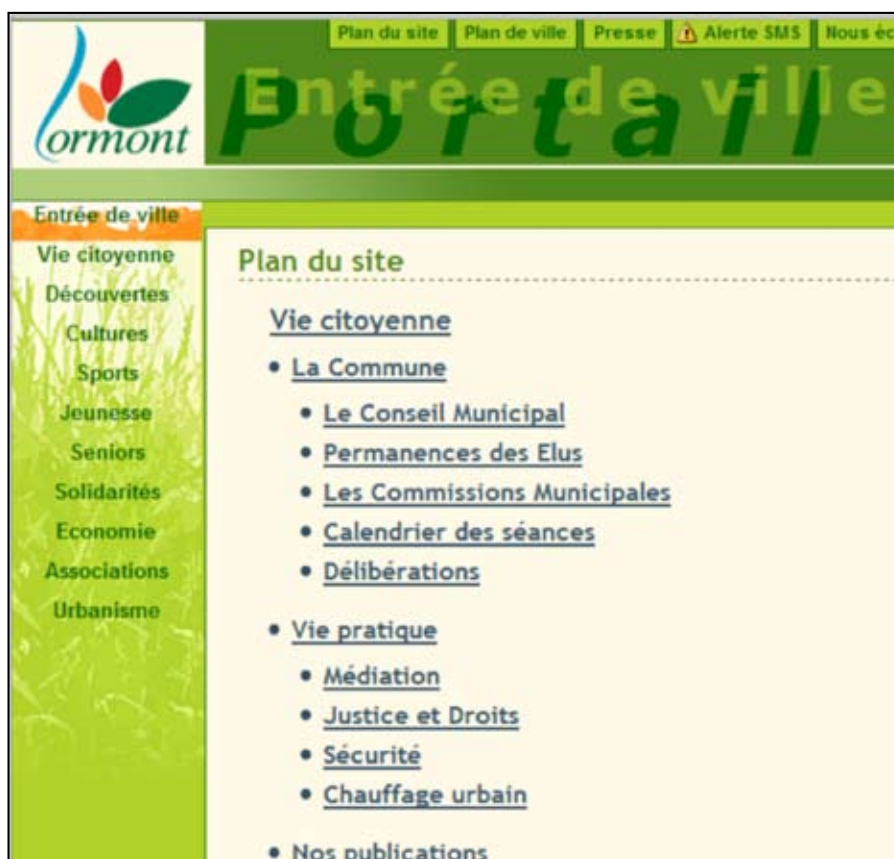 Plan du site Plan de ville Presse Alerte SMS Nous éc
Lormont
Entrée de ville
Portail
Entrée de ville
Vie citoyenne
Découvertes
Cultures
Sports
Jeunesse
Seniors
Solidarités
Economie
Associations
Urbanisme
Plan du site
Vie citoyenne
• La Commune
• Le Conseil Municipal
• Permanences des Elus
• Les Commissions Municipales
• Calendrier des séances
• Délibérations
• Vie pratique
• Médiation
• Justice et Droits
• Sécurité
• Chauffage urbain
• Nos publications